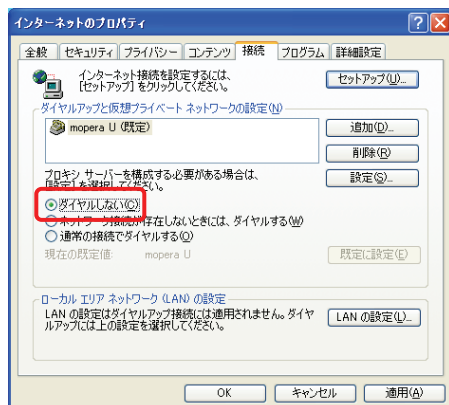 インターネットのプロパティ
全般 セキュリティ プライバシー コンテンツ 接続 プログラム 詳細設定
インターネット接続を設定するには、
[セットアップ] をクリックしてください。
セットアップ(U)...
ダイヤルアップと仮想プライベート ネットワークの設定(N)
mopera U (既定)
追加(D)...
削除(R)
プロキシ サーバーを構成する必要がある場合は、
[設定] を選択してください。
設定(S)...
ダイヤルしない(C)
ネットワーク接続が存在しないときには、ダイヤルする(W)
通常の接続でダイヤルする(O)
現在の既定値: mopera U
既定に設定(E)
ローカル エリア ネットワーク (LAN) の設定
LAN の設定はダイヤルアップ接続には適用されません。ダイヤ
ルアップには上の設定を選択してください。
LAN の設定(L)...
OK キャンセル 適用(A)